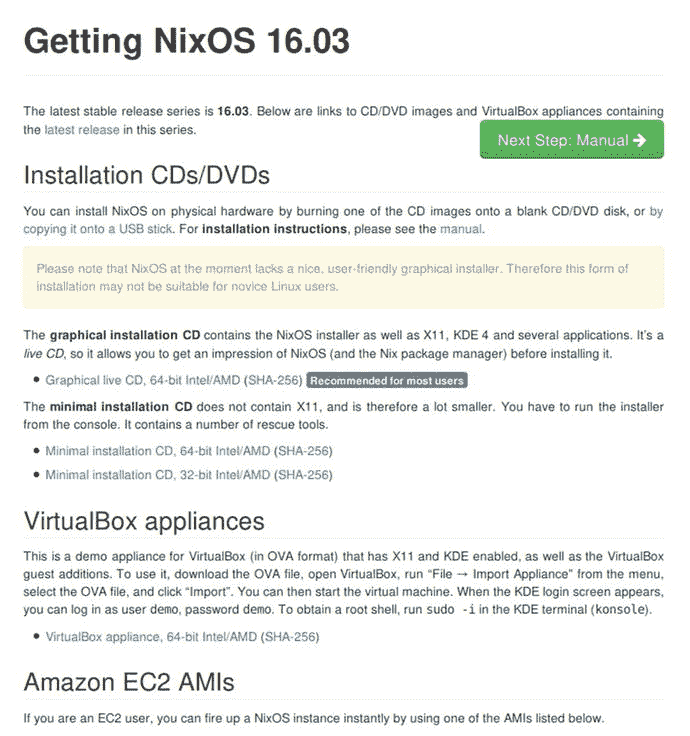 Getting NixOS 16.03
The latest stable release series is 16.03. Below are links to CD/DVD images and VirtualBox appliances containing
the latest release in this series.
Next Step: Manual →
Installation CDs/DVDs
You can install NixOS on physical hardware by burning one of the CD images onto a blank CD/DVD disk, or by
copying it onto a USB stick. For installation instructions, please see the manual.
Please note that NixOS at the moment lacks a nice, user-friendly graphical installer. Therefore this form of
installation may not be suitable for novice Linux users.
The graphical installation CD contains the NixOS installer as well as X11, KDE 4 and several applications. It's a
live CD, so it allows you to get an impression of NixOS (and the Nix package manager) before installing it.
• Graphical live CD, 64-bit Intel/AMD (SHA-256) Recommended for most users
The minimal installation CD does not contain X11, and is therefore a lot smaller. You have to run the installer
from the console. It contains a number of rescue tools.
• Minimal installation CD, 64-bit Intel/AMD (SHA-256)
• Minimal installation CD, 32-bit Intel/AMD (SHA-256)
VirtualBox appliances
This is a demo appliance for VirtualBox (in OVA format) that has X11 and KDE enabled, as well as the VirtualBox
guest additions. To use it, download the OVA file, open VirtualBox, run “File → Import Appliance” from the menu,
select the OVA file, and click “Import”. You can then start the virtual machine. When the KDE login screen appears,
you can log in as user demo, password demo. To obtain a root shell, run sudo -i in the KDE terminal (konsole).
• VirtualBox appliance, 64-bit Intel/AMD (SHA-256)
Amazon EC2 AMIs
If you are an EC2 user, you can fire up a NixOS instance instantly by using one of the AMIs listed below.